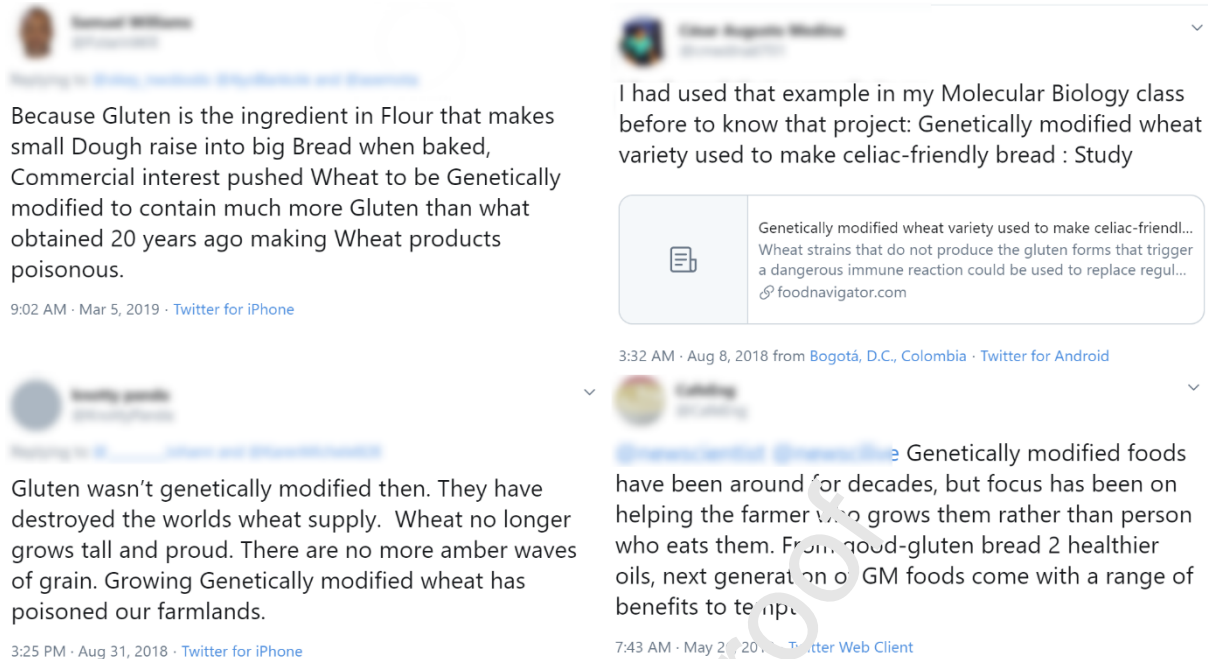 Because Gluten is the ingredient in Flour that makes
small Dough raise into big Bread when baked,
Commercial interest pushed Wheat to be Genetically
modified to contain much more Gluten than what
obtained 20 years ago making Wheat products
poisonous.
9:02 AM · Mar 5, 2019 · Twitter for iPhone
I had used that example in my Molecular Biology class
before to know that project: Genetically modified wheat
variety used to make celiac-friendly bread : Study
Genetically modified wheat variety used to make celiac-friendl...
Wheat strains that do not produce the gluten forms that trigger
a dangerous immune reaction could be used to replace regul...
foodnavigator.com
3:32 AM · Aug 8, 2018 from Bogotá, D.C., Colombia · Twitter for Android
Gluten wasn't genetically modified then. They have
destroyed the worlds wheat supply. Wheat no longer
grows tall and proud. There are no more amber waves
of grain. Growing Genetically modified wheat has
poisoned our farmlands.
3:25 PM · Aug 31, 2018 · Twitter for iPhone
Genetically modified foods
have been around for decades, but focus has been on
helping the farmer who grows them rather than person
who eats them. From good-gluten bread 2 healthier
oils, next generation of GM foods come with a range of
benefits to tempt
7:43 AM · May Twitter Web Client
roof